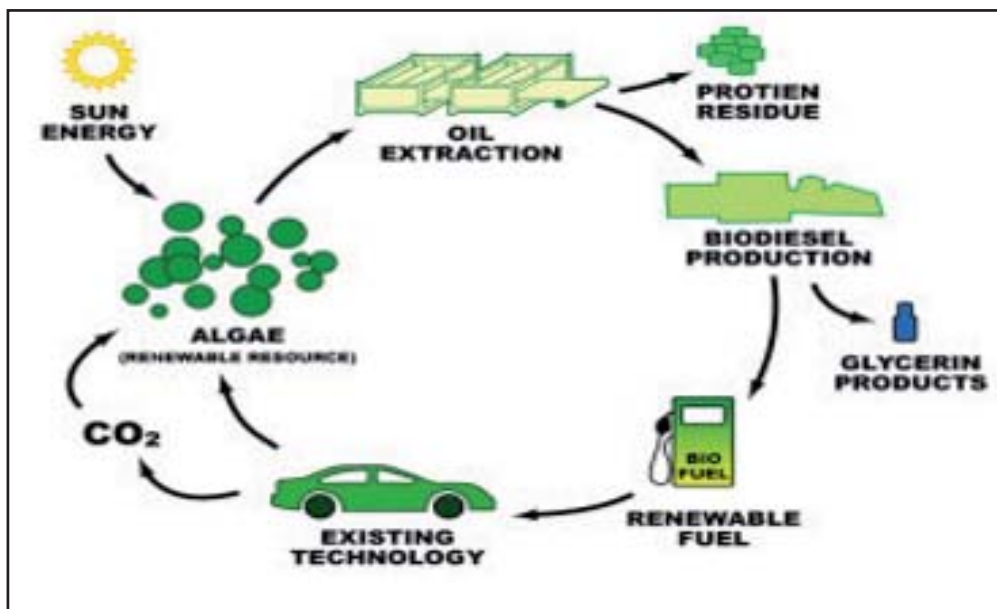 SUN
ENERGY
OIL
EXTRACTION
PROTIEN
RESIDUE
BIODIESEL
PRODUCTION
GLYCERIN
PRODUCTS
BIO
FUEL
RENEWABLE
FUEL
EXISTING
TECHNOLOGY
CO₂
ALGAE
(RENEWABLE RESOURCE)